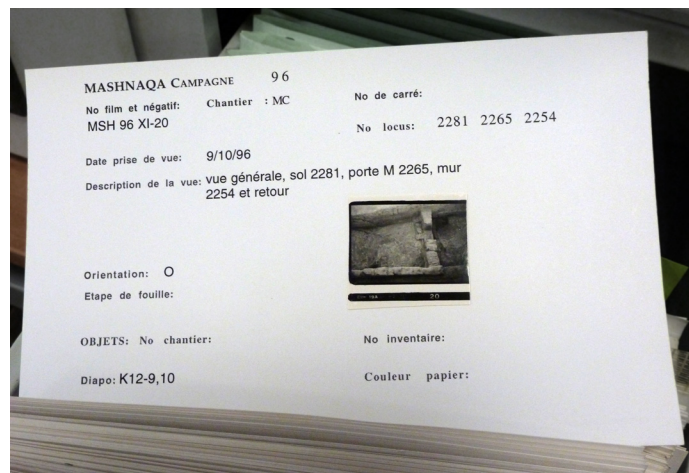 MASHNAQA CAMPAGNE 96
No film et négatif: Chantier : MC No de carré:
MSH 96 XI-20
No locus: 2281 2265 2254
Date prise de vue: 9/10/96
Description de la vue: vue générale, sol 2281, porte M 2265, mur
2254 et retour
20
Orientation: O
Etape de fouille:
OBJETS: No chantier: No inventaire:
Diapo: K12-9,10 Couleur papier: